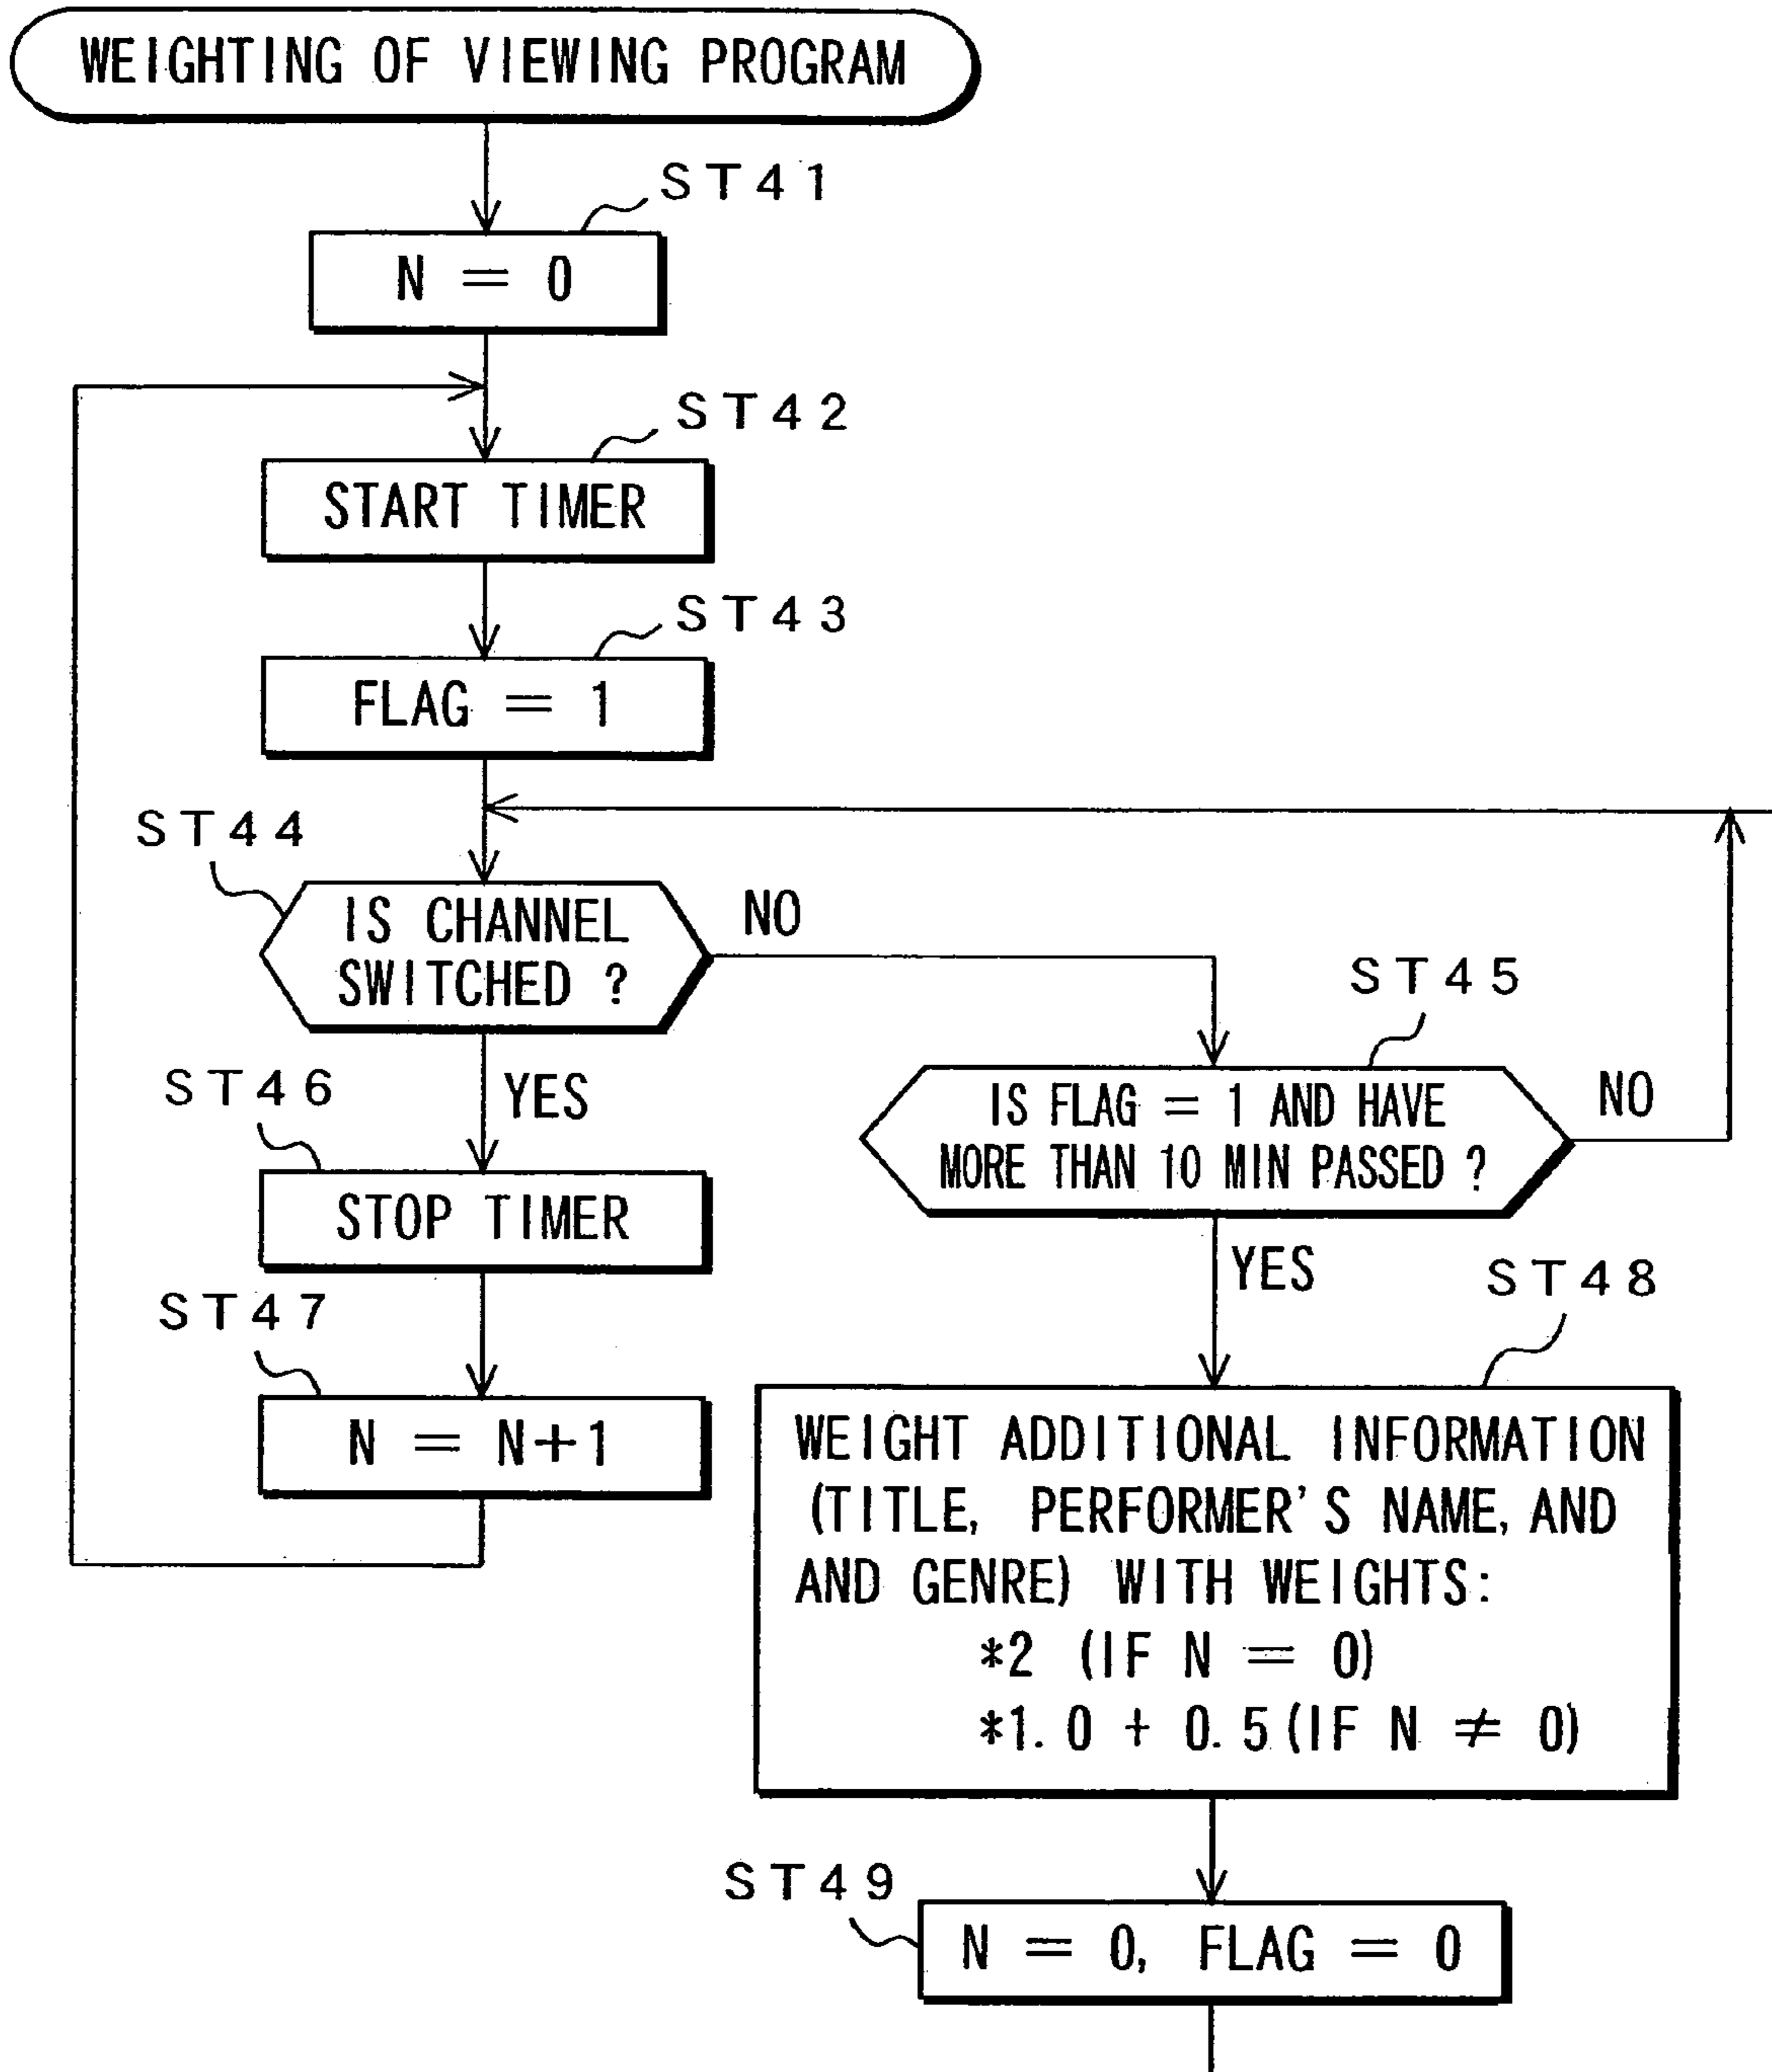 WEIGHTING OF VIEWING PROGRAM
ST41
N = 0
ST42
START TIMER
ST43
FLAG = 1
ST44
IS CHANNEL
SWITCHED ?
NO
YES
ST45
IS FLAG = 1 AND HAVE
MORE THAN 10 MIN PASSED ?
NO
YES
ST46
STOP TIMER
ST47
N = N+1
ST48
WEIGHT ADDITIONAL INFORMATION
(TITLE, PERFORMER'S NAME, AND
AND GENRE) WITH WEIGHTS:
*2 (IF N = 0)
*1.0 + 0.5 (IF N ≠ 0)
ST49
N = 0, FLAG = 0